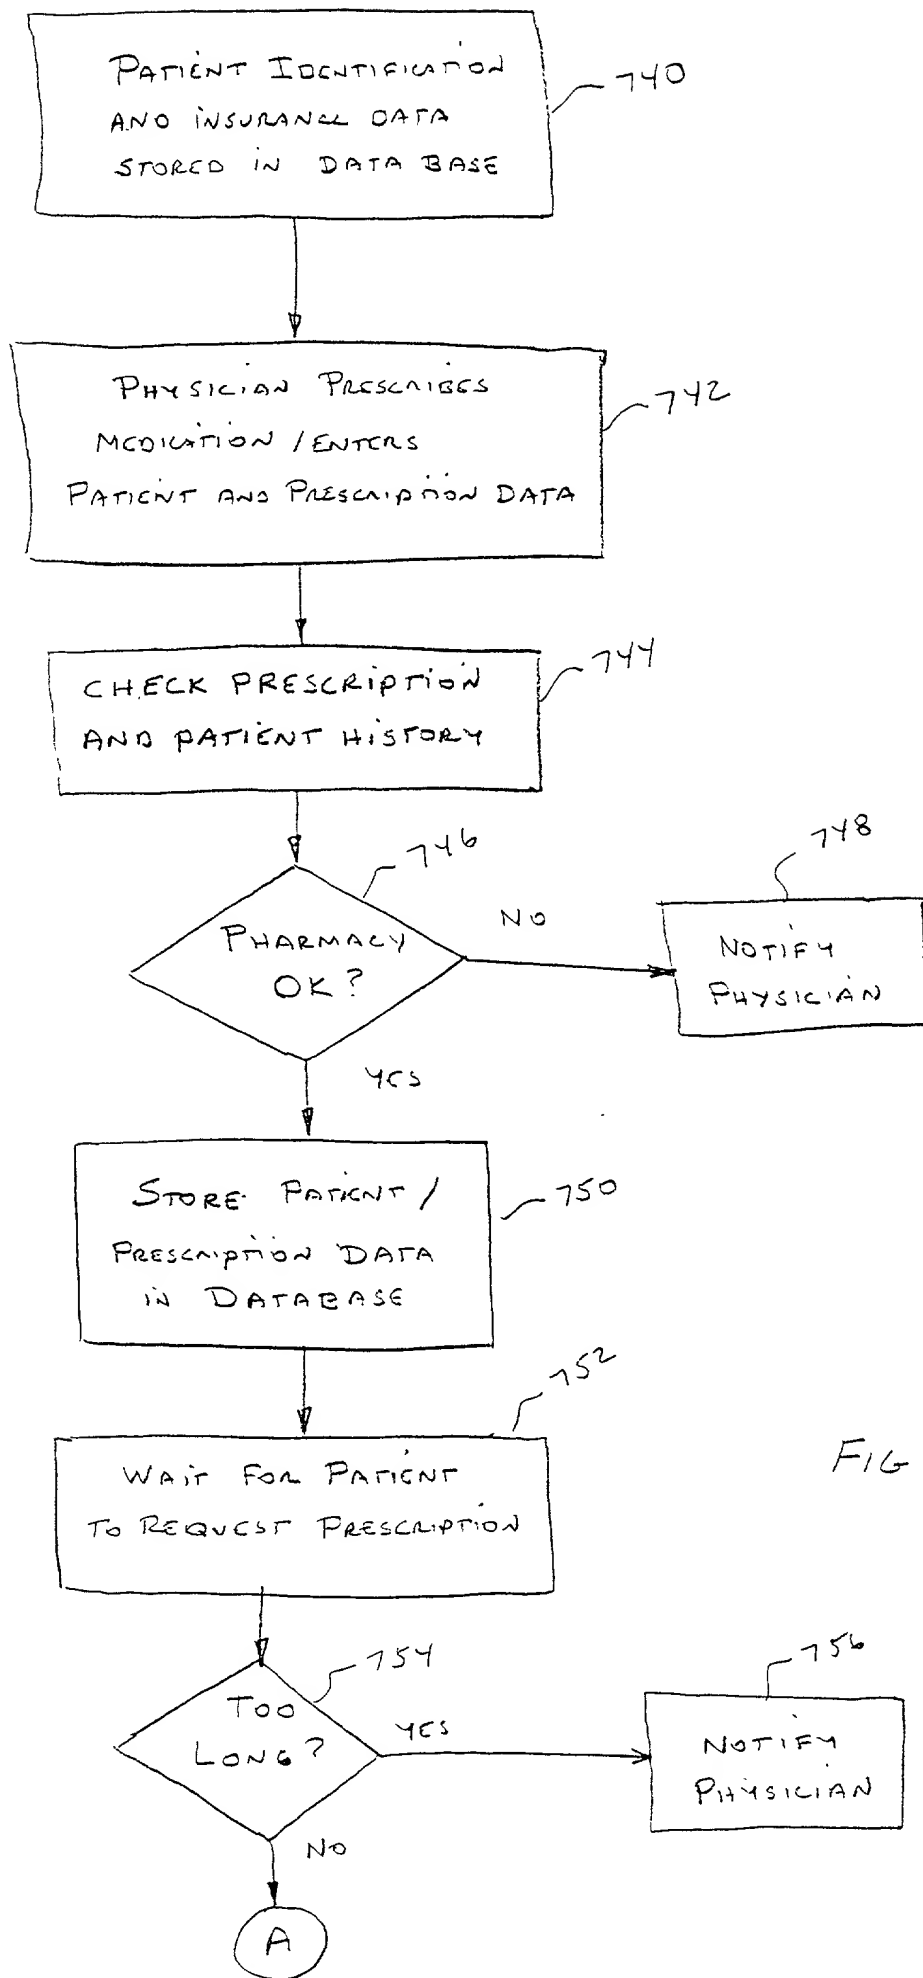 PATIENT IDENTIFICATION
AND INSURANCE DATA
STORED IN DATA BASE
740
PHYSICIAN PRESCRIBES
MEDICATION / ENTERS
PATIENT AND PRESCRIPTION DATA
742
CHECK PRESCRIPTION
AND PATIENT HISTORY
744
746
PHARMACY
OK?
NO
748
NOTIFY
PHYSICIAN
YES
STORE PATIENT /
PRESCRIPTION DATA
IN DATABASE
750
752
WAIT FOR PATIENT
TO REQUEST PRESCRIPTION
FIG
754
TOO
LONG?
YES
756
NOTIFY
PHYSICIAN
NO
A